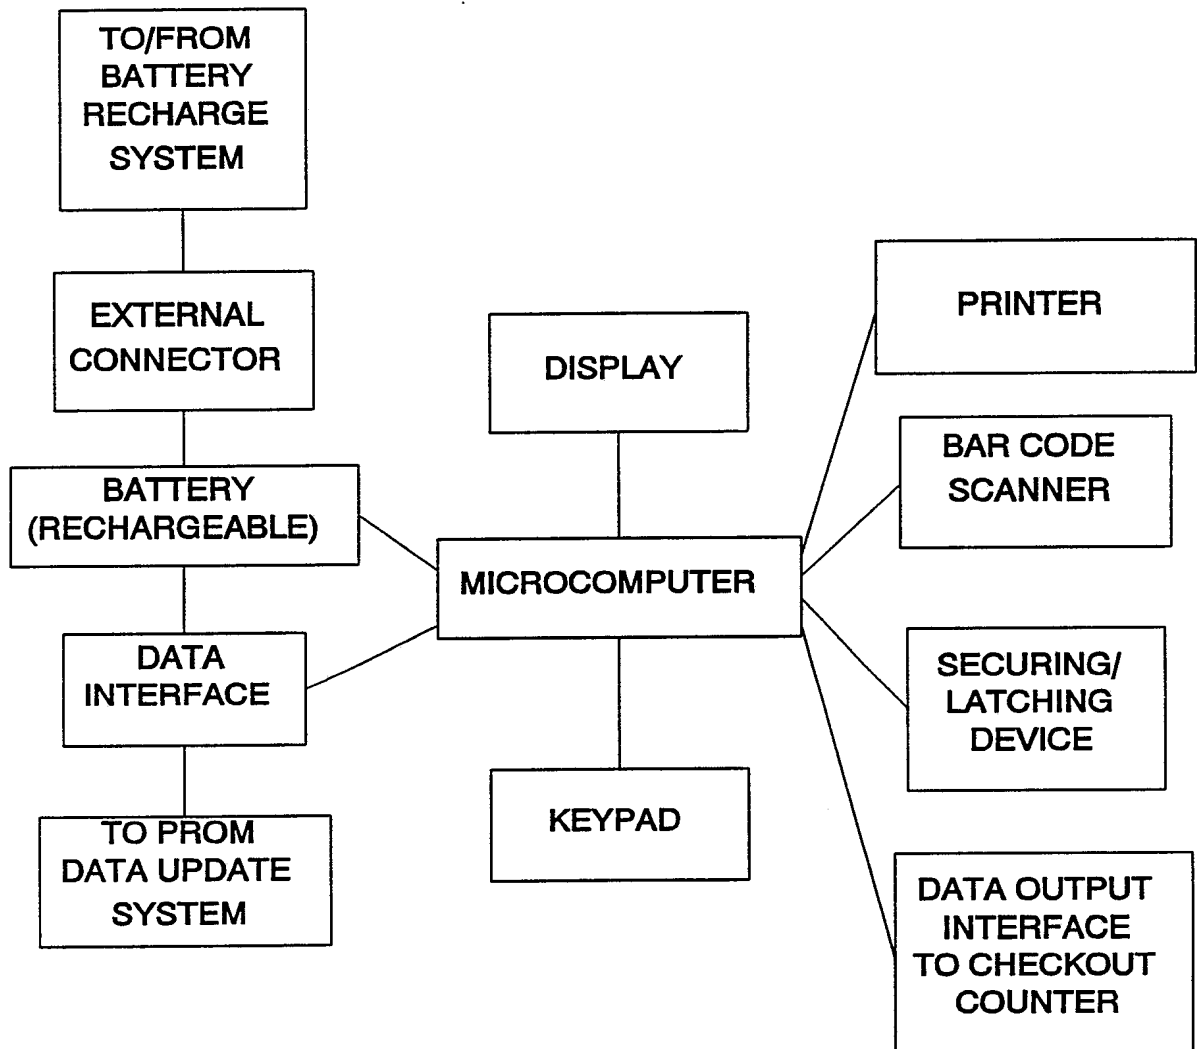 TO/FROM
BATTERY
RECHARGE
SYSTEM
EXTERNAL
CONNECTOR
BATTERY
(RECHARGEABLE)
DATA
INTERFACE
TO PROM
DATA UPDATE
SYSTEM
DISPLAY
MICROCOMPUTER
KEYPAD
PRINTER
BAR CODE
SCANNER
SECURING/
LATCHING
DEVICE
DATA OUTPUT
INTERFACE
TO CHECKOUT
COUNTER